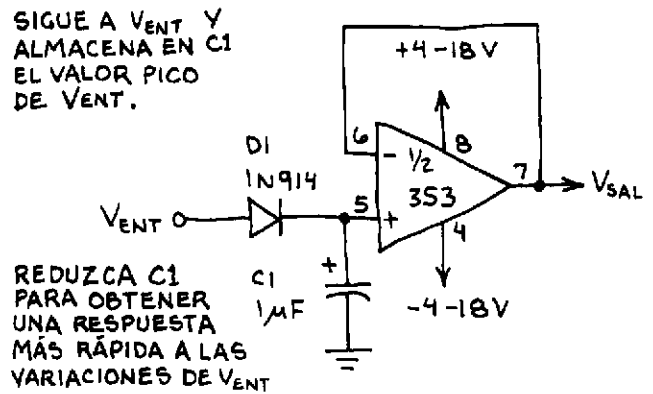 SIGUE A VENT Y
ALMACENA EN C1
EL VALOR PICO
DE VENT.
+4-18V
6
-
1/2
8
D1
1N914
353
7
VSAL
VENT
5
+
4
REDUZCA C1
PARA OBTENER
UNA RESPUESTA
MÁS RÁPIDA A LAS
VARIACIONES DE VENT
C1
1µF
+
-4-18V